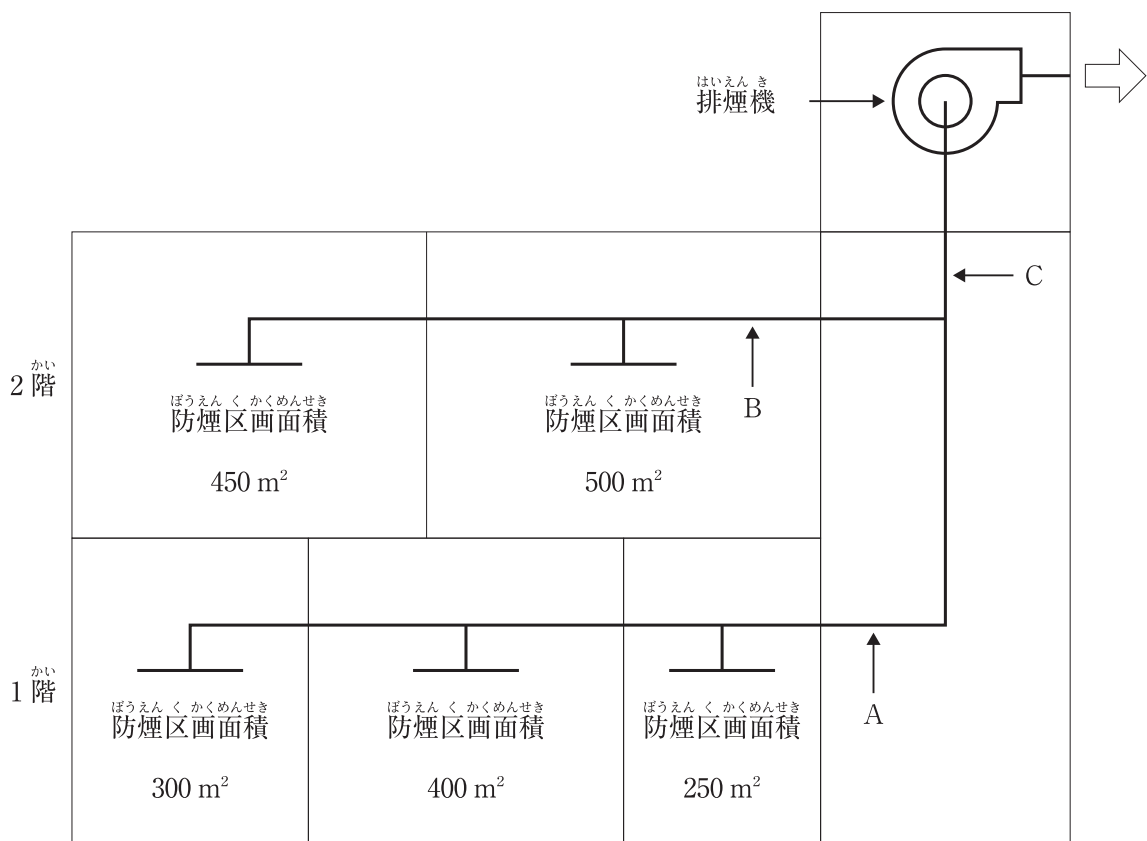 はいえんき
排煙機
C
かい
2階
ぼうえんくかくめんせき
防煙区画面積
450 m²
ぼうえんくかくめんせき
防煙区画面積
500 m²
B
かい
1階
ぼうえんくかくめんせき
防煙区画面積
300 m²
ぼうえんくかくめんせき
防煙区画面積
400 m²
ぼうえんくかくめんせき
防煙区画面積
250 m²
A